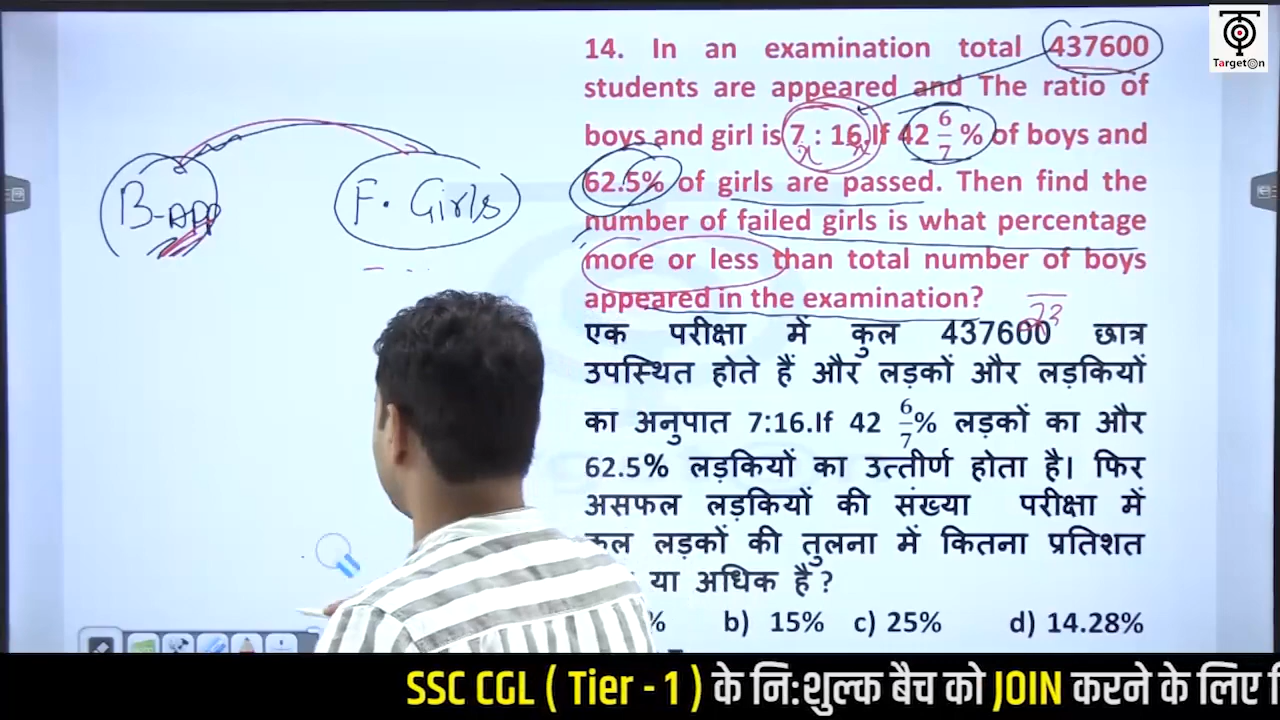 Target On
14. In an examination total 437600
students are appeared and The ratio of
boys and girl is 7 : 16.If 42 6/7 % of boys and
62.5% of girls are passed. Then find the
number of failed girls is what percentage
more or less than total number of boys
appeared in the examination?
x x
B-APP
F. Girls
23
एक परीक्षा में कुल 437600 छात्र
उपस्थित होते हैं और लड़कों और लड़कियों
का अनुपात 7:16.If 42 6/7% लड़कों का और
62.5% लड़कियों का उत्तीर्ण होता है। फिर
असफल लड़कियों की संख्या परीक्षा में
कुल लड़कों की तुलना में कितना प्रतिशत
या अधिक है ?
% b) 15% c) 25% d) 14.28%
SSC CGL ( Tier - 1 ) के नि:शुल्क बैच को JOIN करने के लिए